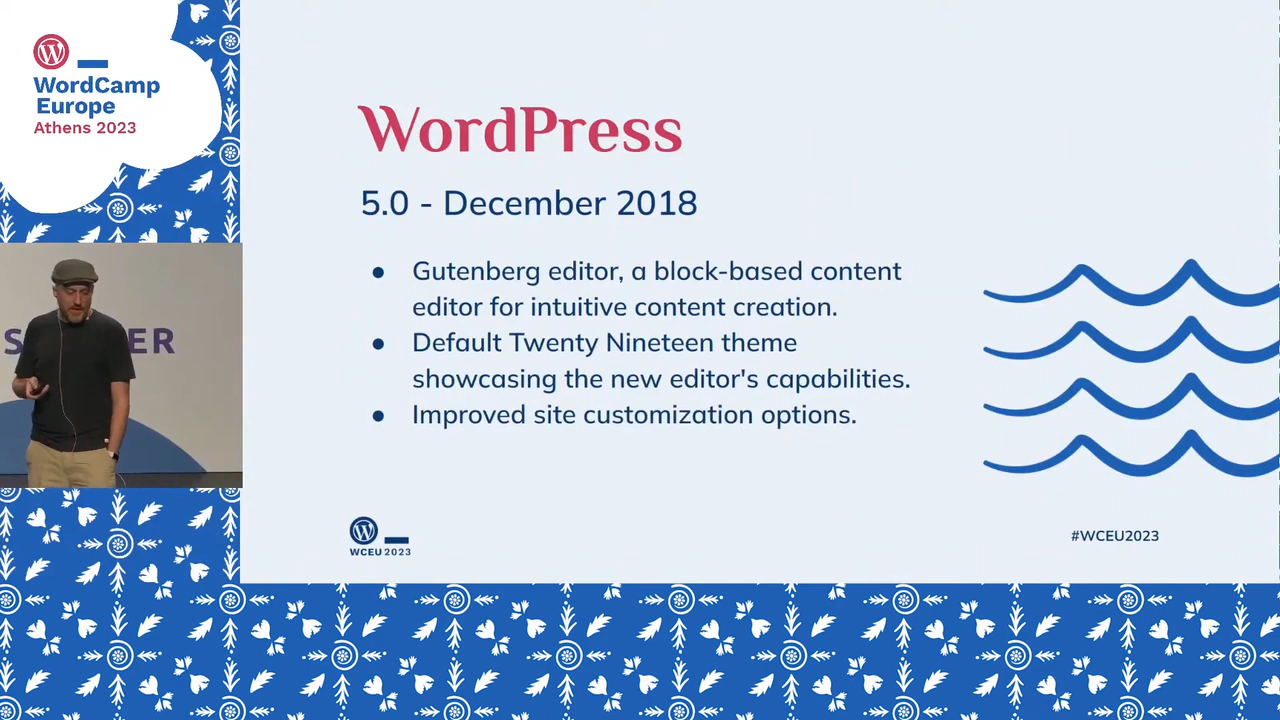 WordCamp
Europe
Athens 2023
WordPress
5.0 - December 2018
● Gutenberg editor, a block-based content
editor for intuitive content creation.
● Default Twenty Nineteen theme
showcasing the new editor's capabilities.
● Improved site customization options.
WCEU 2023
#WCEU2023